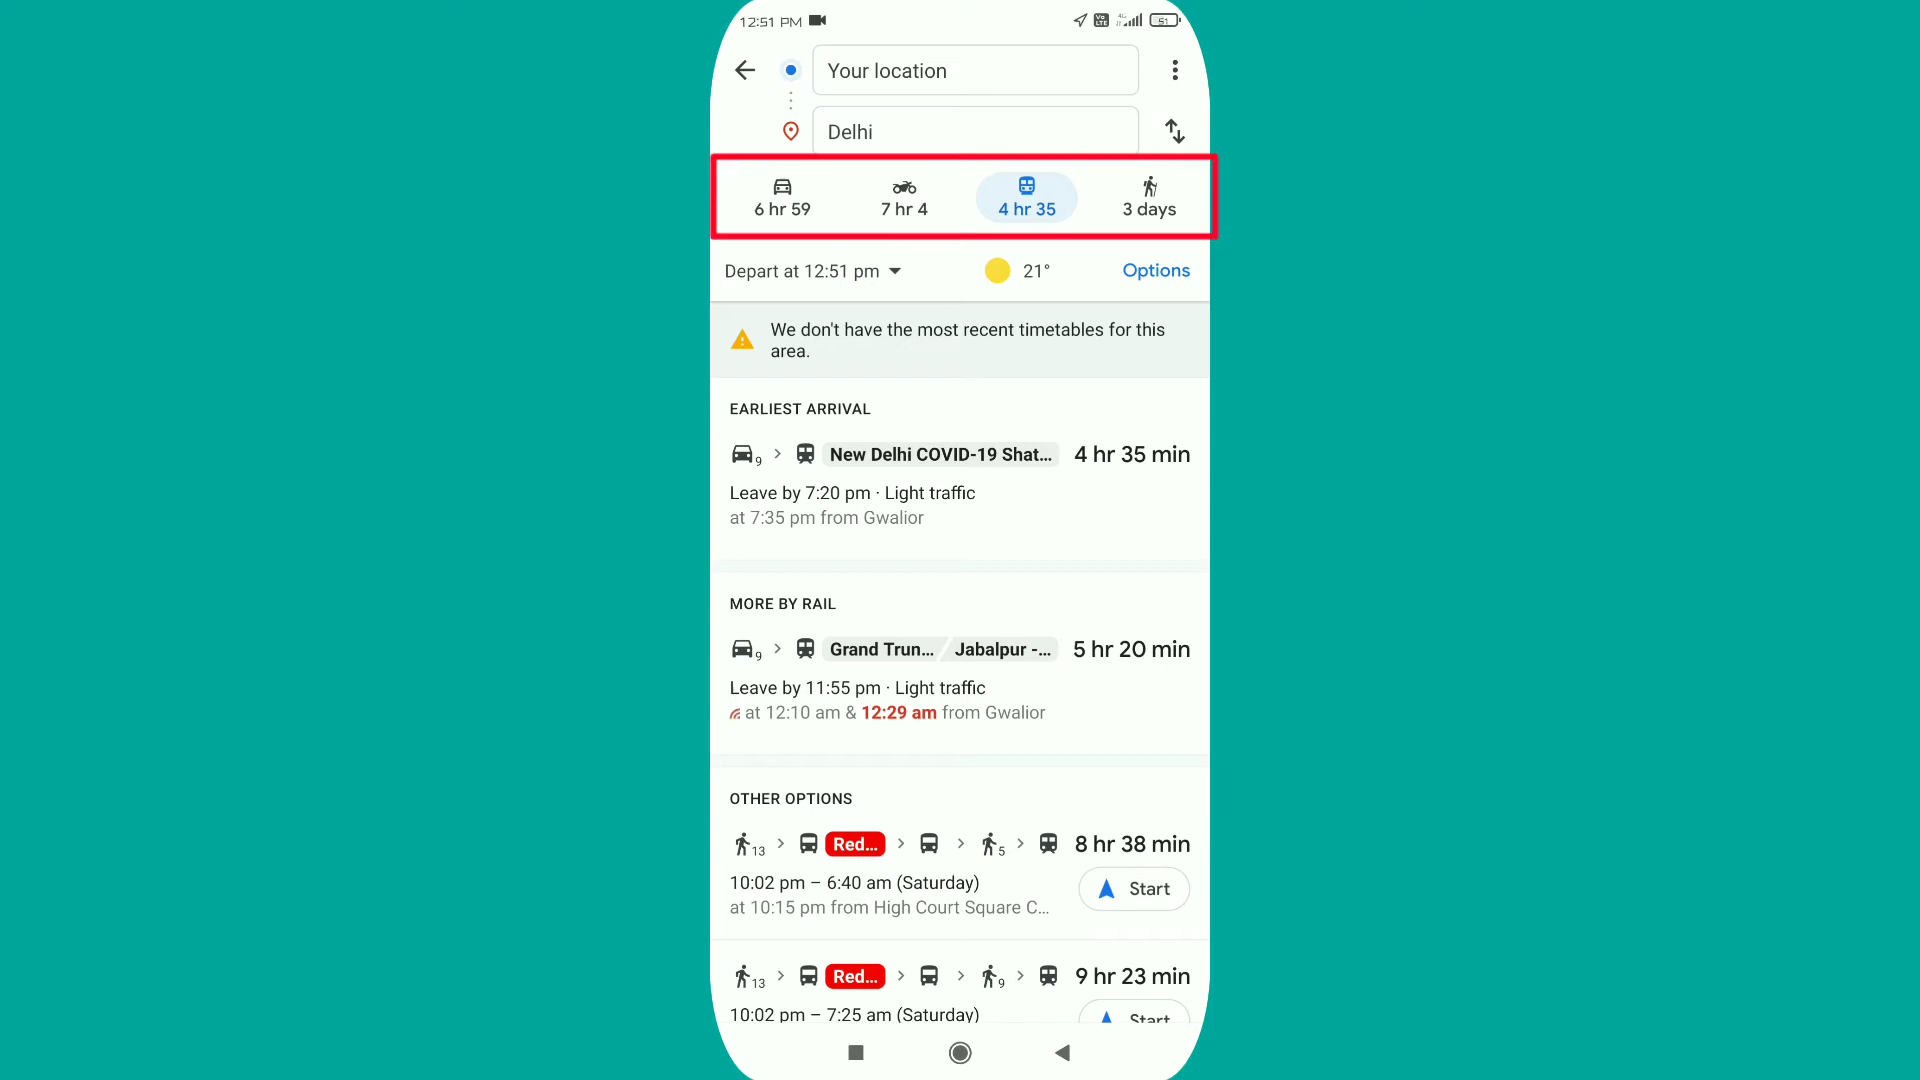 12:51 PM
Vo LTE 4G 51
Your location
Delhi
6 hr 59
7 hr 4
4 hr 35
3 days
Depart at 12:51 pm
21°
Options
We don't have the most recent timetables for this
area.
EARLIEST ARRIVAL
9 New Delhi COVID-19 Shat... 4 hr 35 min
Leave by 7:20 pm · Light traffic
at 7:35 pm from Gwalior
MORE BY RAIL
9 Grand Trun... Jabalpur -... 5 hr 20 min
Leave by 11:55 pm · Light traffic
at 12:10 am & 12:29 am from Gwalior
OTHER OPTIONS
13 Red... 5 8 hr 38 min
10:02 pm – 6:40 am (Saturday)
Start
at 10:15 pm from High Court Square C...
13 Red... 9 9 hr 23 min
10:02 pm – 7:25 am (Saturday)
Start